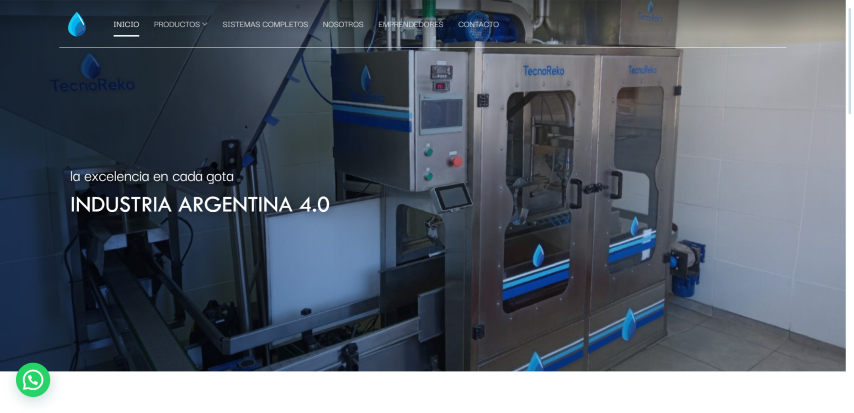 INICIO PRODUCTOS SISTEMAS COMPLETOS NOSOTROS EMPRENDEDORES CONTACTO
TecnoReko
TecnoReko
TecnoReko
la excelencia en cada gota
INDUSTRIA ARGENTINA 4.0